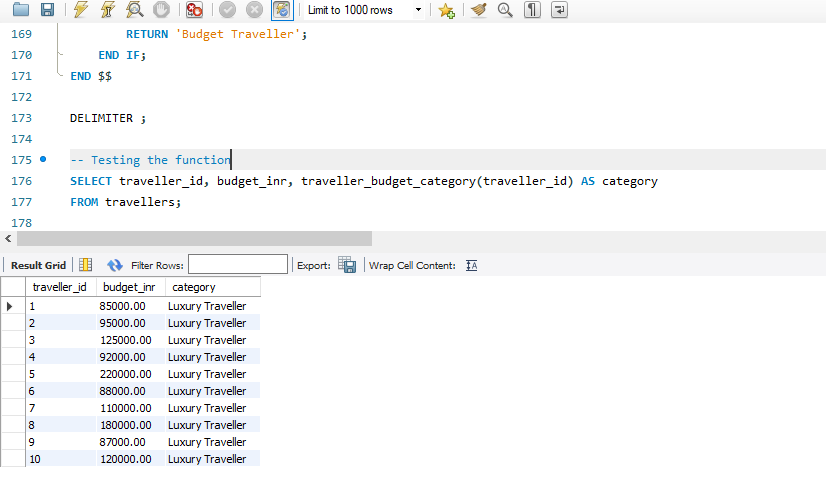 Limit to 1000 rows
169 RETURN 'Budget Traveller';
170 END IF;
171 END $$
172
173 DELIMITER ;
174
175 -- Testing the function
176 SELECT traveller_id, budget_inr, traveller_budget_category(traveller_id) AS category
177 FROM travellers;
178
Result Grid Filter Rows: Export: Wrap Cell Content:
traveller_id budget_inr category
1 85000.00 Luxury Traveller
2 95000.00 Luxury Traveller
3 125000.00 Luxury Traveller
4 92000.00 Luxury Traveller
5 220000.00 Luxury Traveller
6 88000.00 Luxury Traveller
7 110000.00 Luxury Traveller
8 180000.00 Luxury Traveller
9 87000.00 Luxury Traveller
10 120000.00 Luxury Traveller